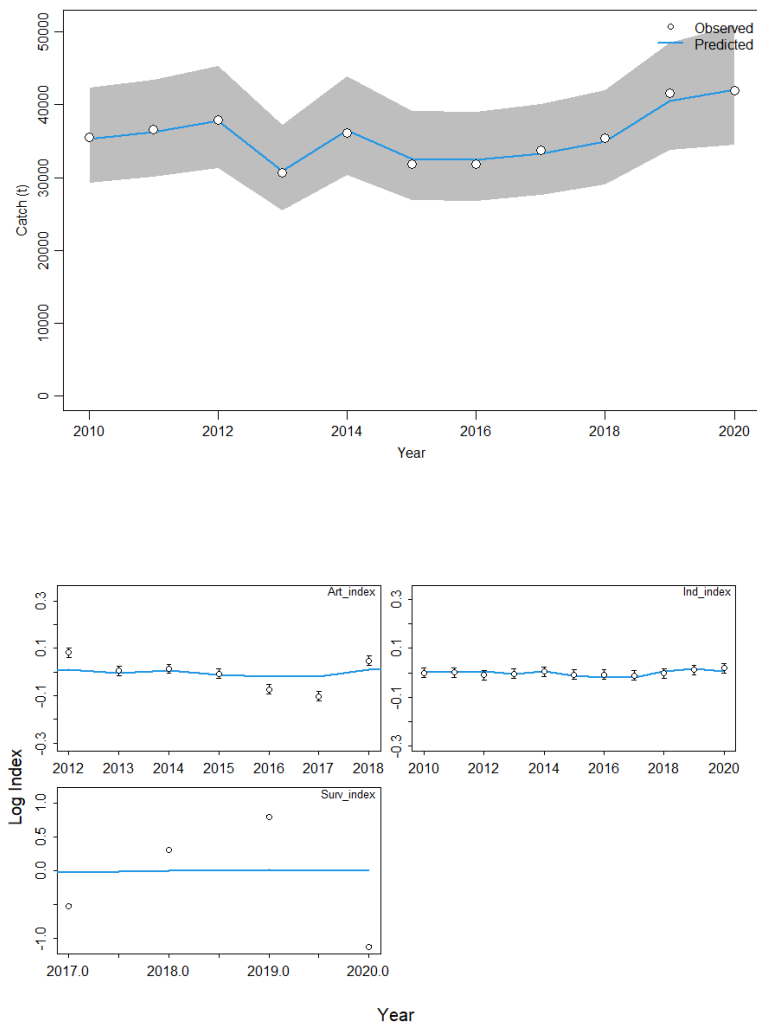 Observed
Predicted
50000
40000
30000
20000
10000
0
Catch (t)
2010 2012 2014 2016 2018 2020
Year
Art_index
0.3
0.1
-0.1
-0.3
2012 2013 2014 2015 2016 2017 2018
Ind_index
0.3
0.1
-0.1
-0.3
2010 2012 2014 2016 2018 2020
Log Index
Surv_index
1.0
0.5
0.0
-1.0
2017.0 2018.0 2019.0 2020.0
Year